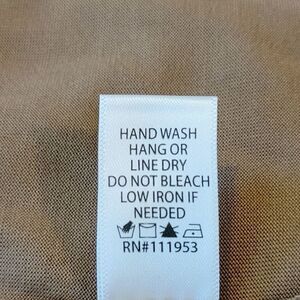 HAND WASH
HANG OR
LINE DRY
DO NOT BLEACH
LOW IRON IF
NEEDED
RN#111953